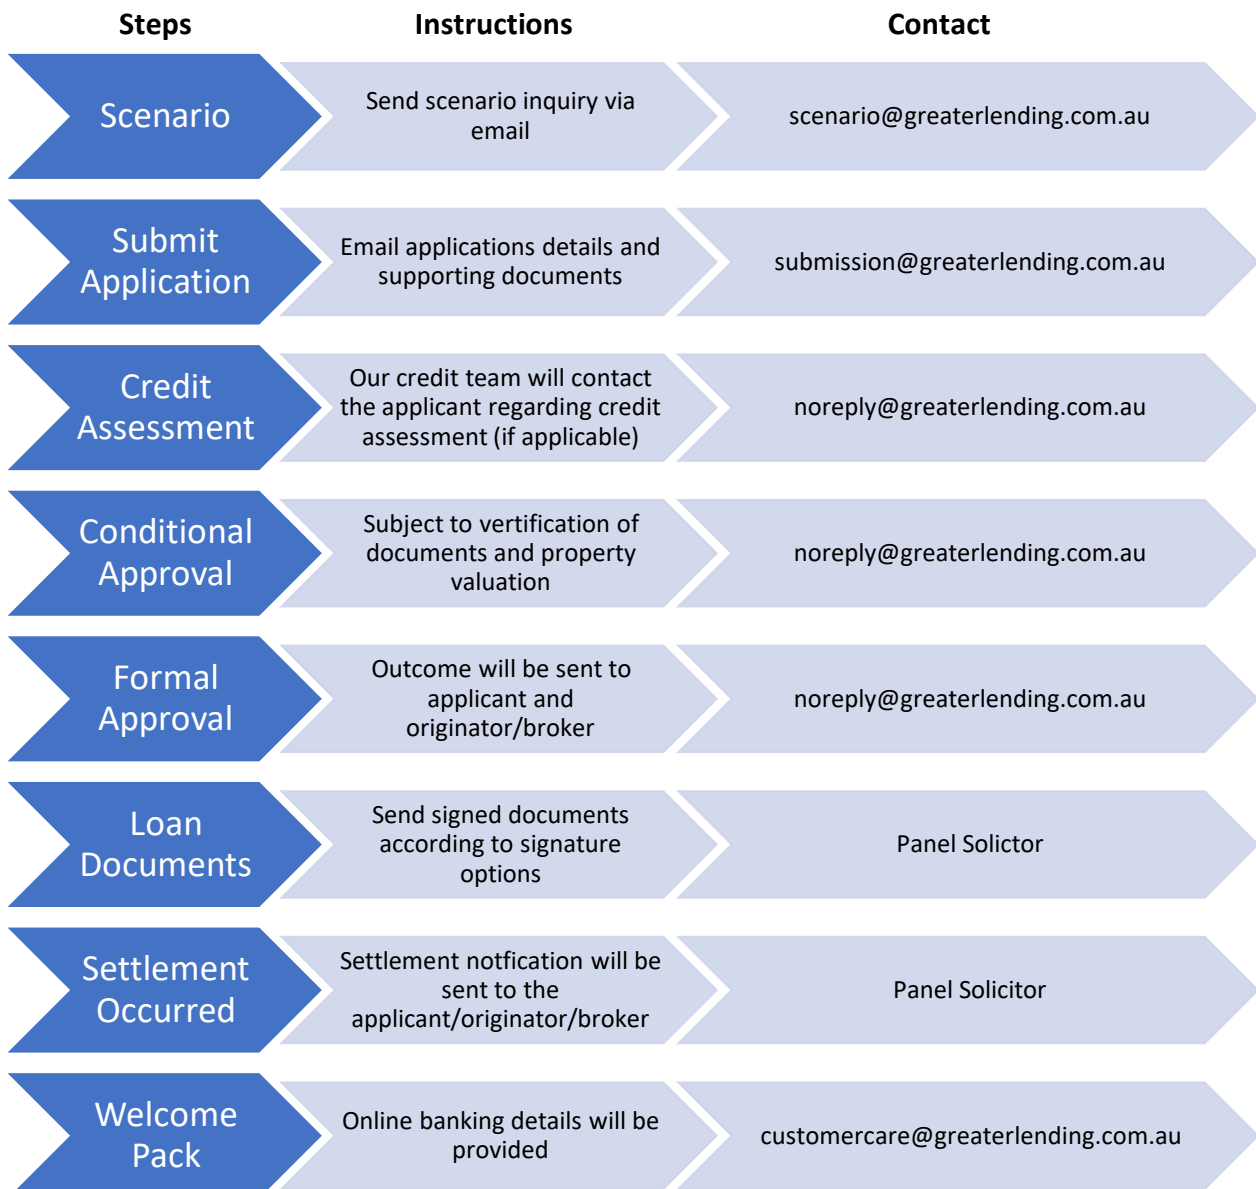 Steps Instructions Contact
Scenario
Send scenario inquiry via
email
scenario@greaterlending.com.au
Submit
Application
Email applications details and
supporting documents
submission@greaterlending.com.au
Credit
Assessment
Our credit team will contact
the applicant regarding credit
assessment (if applicable)
noreply@greaterlending.com.au
Conditional
Approval
Subject to vertification of
documents and property
valuation
noreply@greaterlending.com.au
Formal
Approval
Outcome will be sent to
applicant and
originator/broker
noreply@greaterlending.com.au
Loan
Documents
Send signed documents
according to signature
options
Panel Solictor
Settlement
Occurred
Settlement notfication will be
sent to the
applicant/originator/broker
Panel Solicitor
Welcome
Pack
Online banking details will be
provided
customercare@greaterlending.com.au